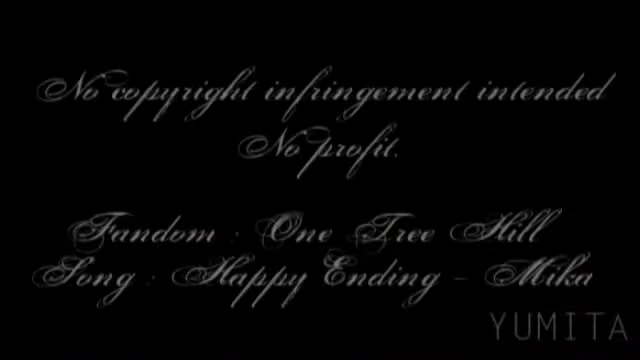 No copyright infringement intended
No profit.
Fandom : One Tree Hill
Song : Happy Ending - Mika
YUMITA